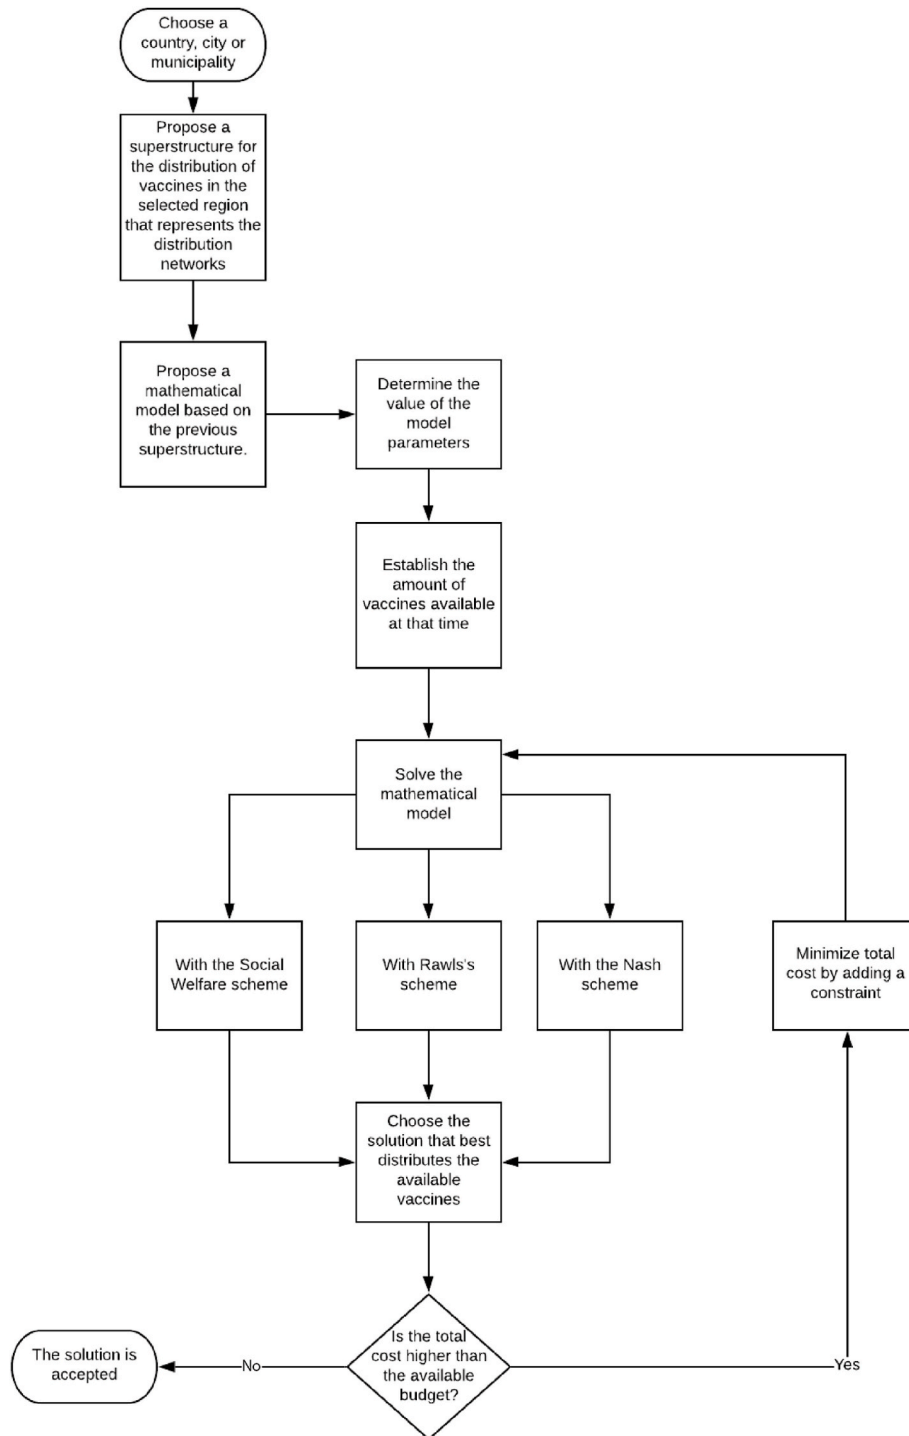 Choose a
country, city or
municipality
Propose a
superstructure for
the distribution of
vaccines in the
selected region
that represents the
distribution
networks
Propose a
mathematical
model based on
the previous
superstructure.
Determine the
value of the
model
parameters
Establish the
amount of
vaccines available
at that time
Solve the
mathematical
model
With the Social
Welfare scheme
With Rawls's
scheme
With the Nash
scheme
Minimize total
cost by adding a
constraint
Choose the
solution that best
distributes the
available
vaccines
Is the total
cost higher than
the available
budget?
No
Yes
The solution is
accepted